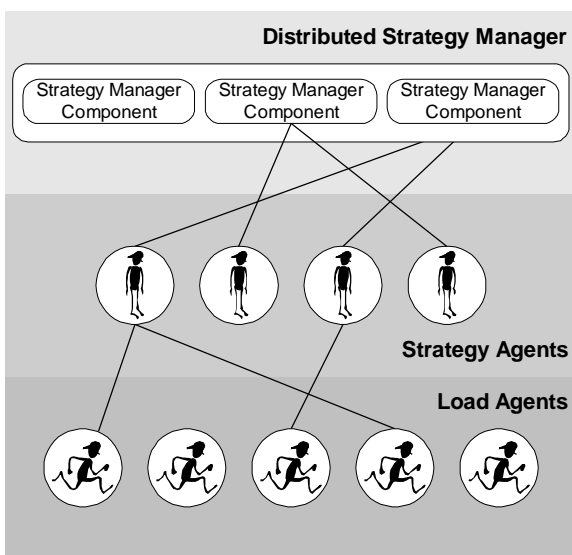 Distributed Strategy Manager
Strategy Manager
Component
Strategy Manager
Component
Strategy Manager
Component
Strategy Agents
Load Agents